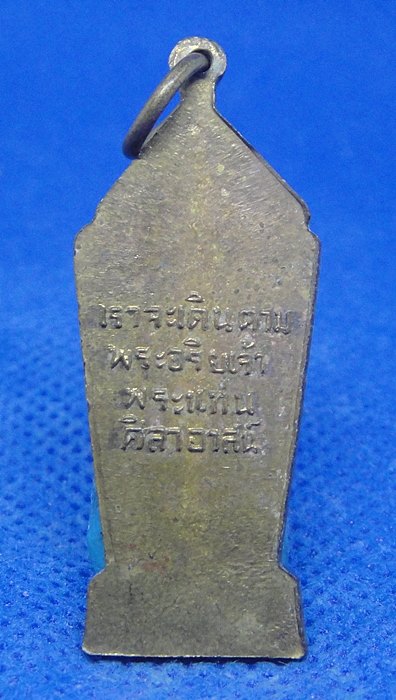 เราจะเดินตาม
พระอริยเจ้า
พระแท่น
ศิลาอาสน์